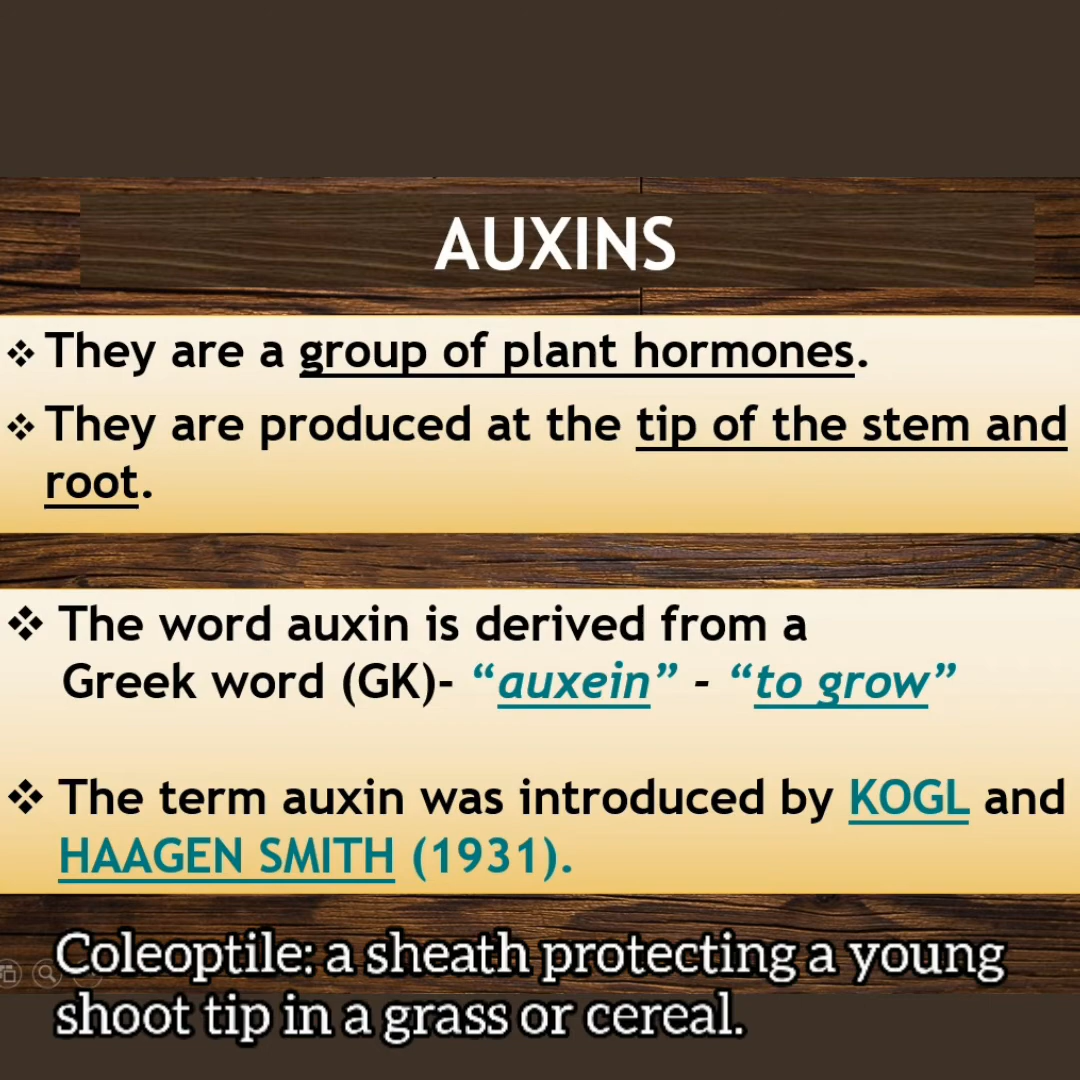 AUXINS
❖ They are a group of plant hormones.
❖ They are produced at the tip of the stem and
root.
❖ The word auxin is derived from a
Greek word (GK)- “auxein” - “to grow”
❖ The term auxin was introduced by KOGL and
HAAGEN SMITH (1931).
Coleoptile: a sheath protecting a young
shoot tip in a grass or cereal.